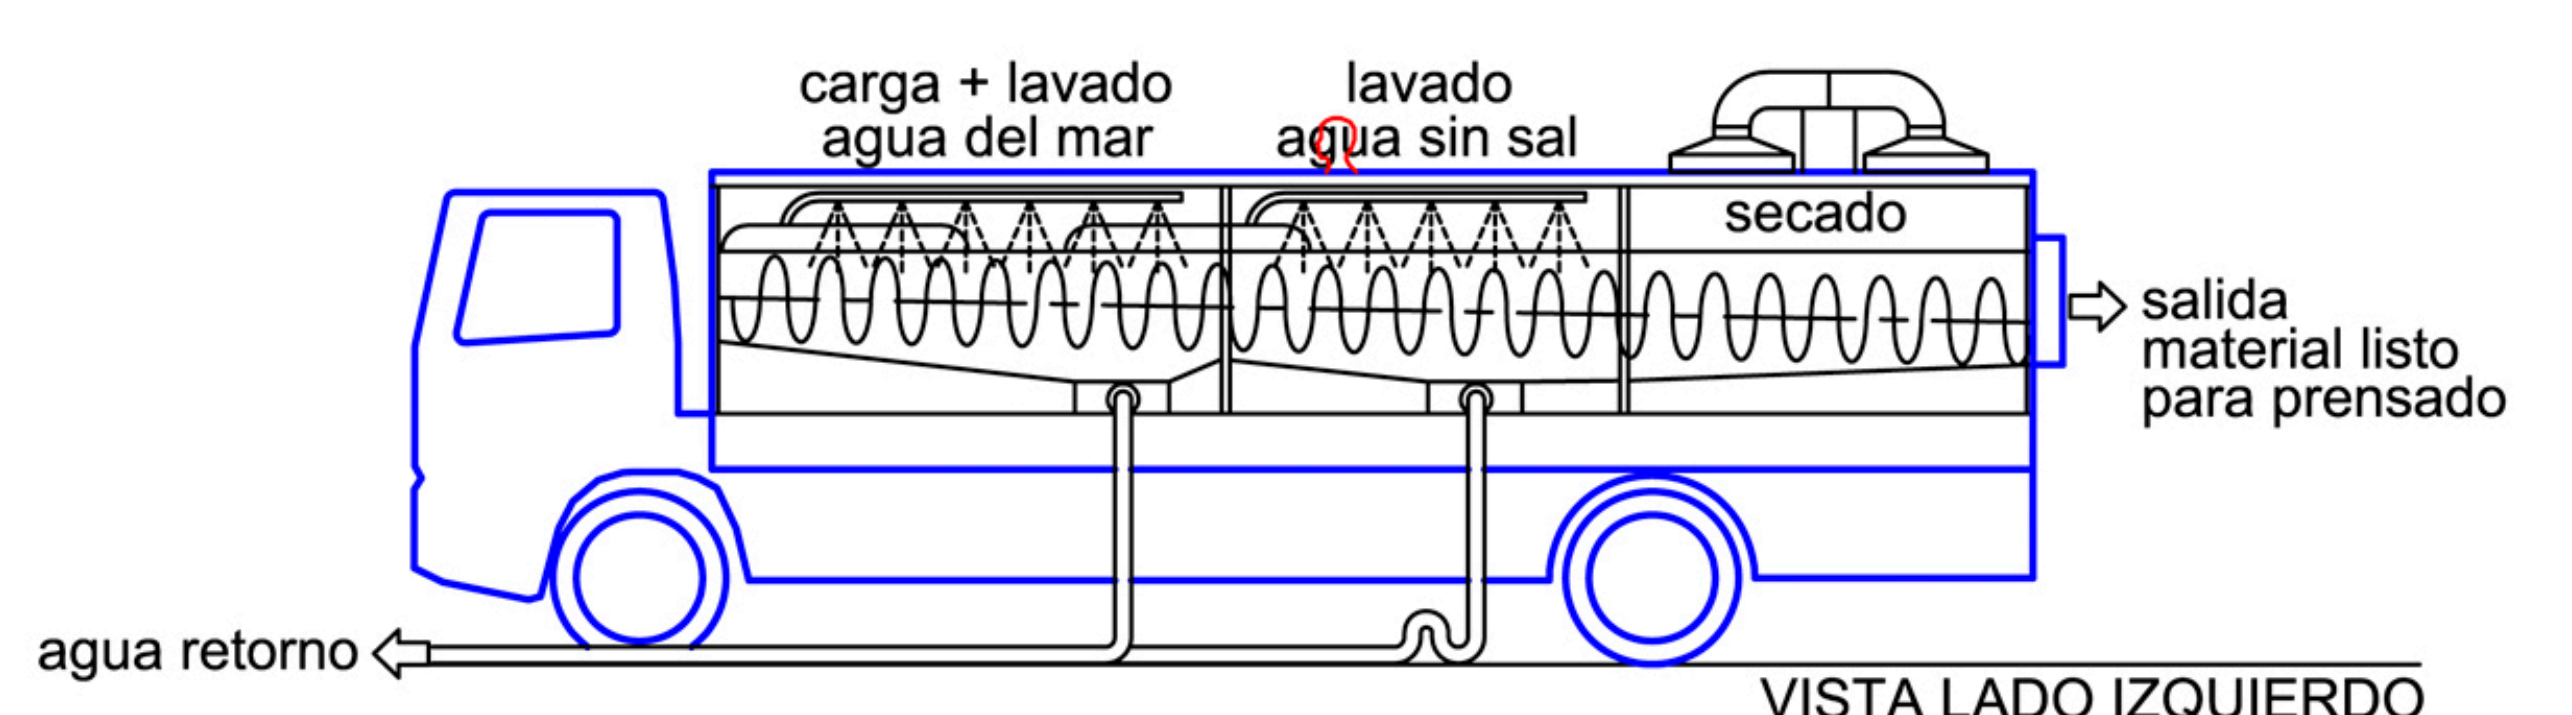 carga + lavado
agua del mar
lavado
agua sin sal
secado
salida
material listo
para prensado
agua retorno
VISTA LADO IZQUIERDO